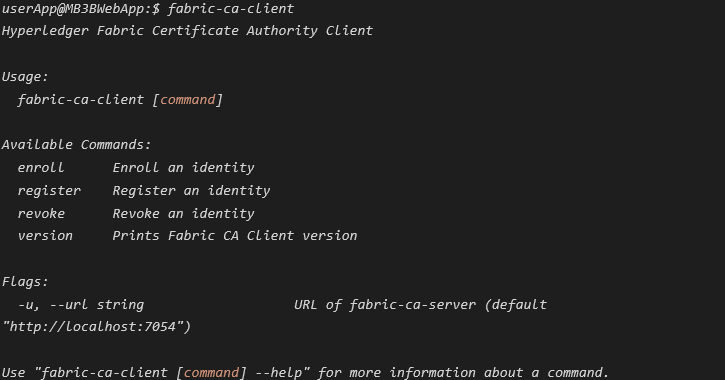 userApp@MB3BWebApp:$ fabric-ca-client
Hyperledger Fabric Certificate Authority Client
Usage:
fabric-ca-client [command]
Available Commands:
enroll Enroll an identity
register Register an identity
revoke Revoke an identity
version Prints Fabric CA Client version
Flags:
-u, --url string URL of fabric-ca-server (default
"http://localhost:7054")
Use "fabric-ca-client [command] --help" for more information about a command.